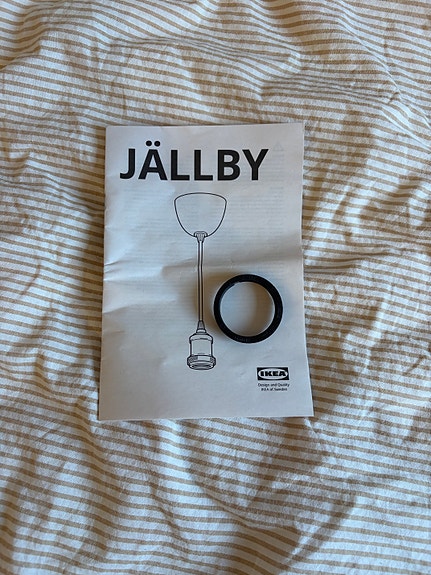 JÄLLBY
IKEA
Design and Quality
IKEA of Sweden